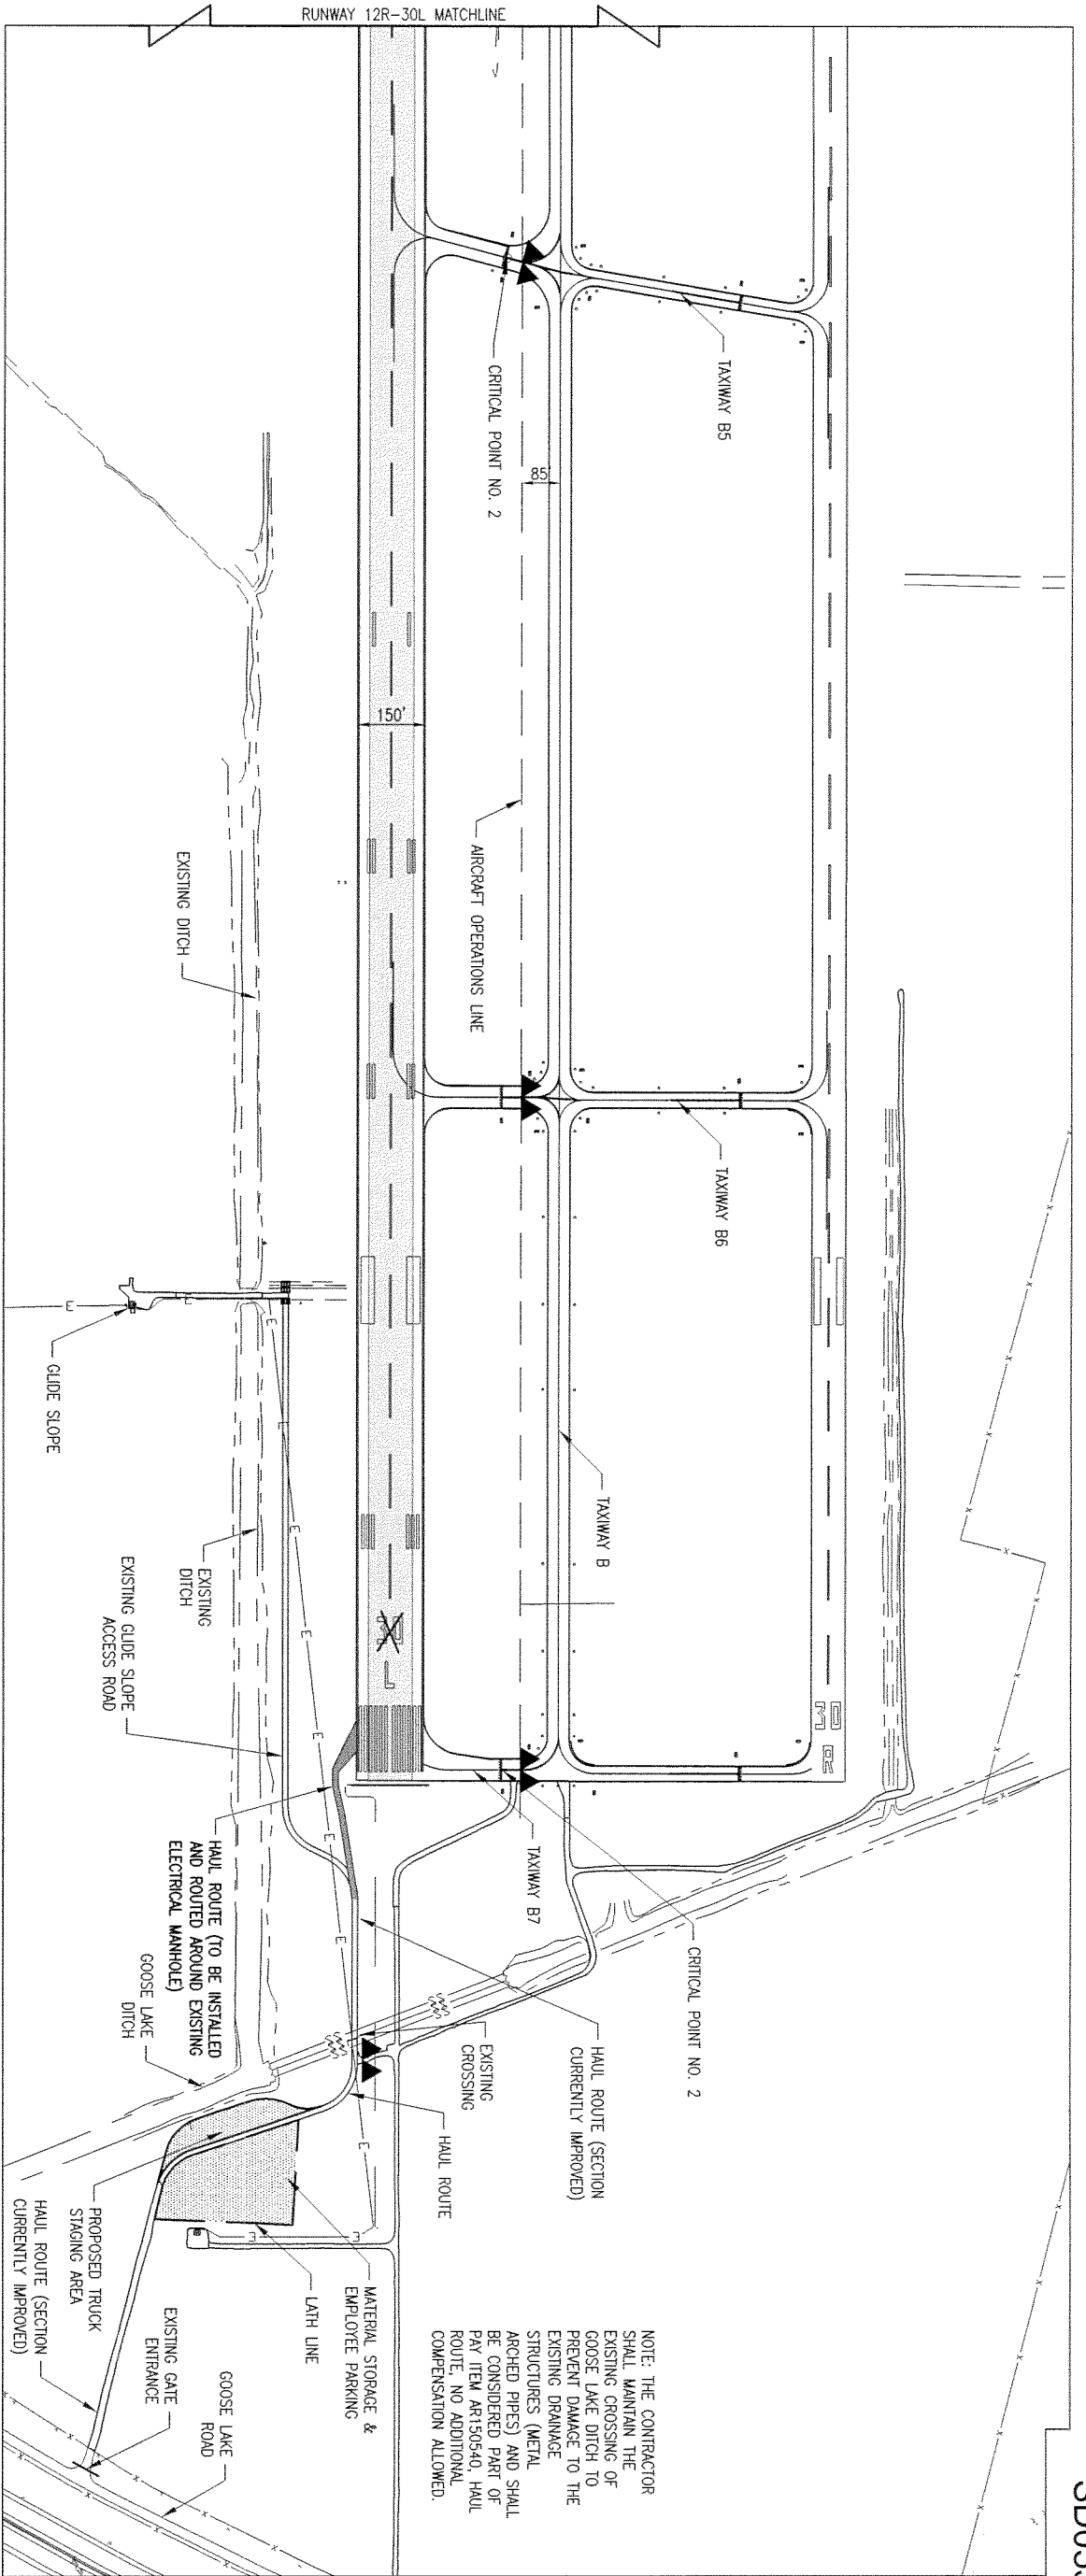 RUNWAY 12R-30L MATCHLINE
TAXIWAY B5
CRITICAL POINT NO. 2
85'
150'
AIRCRAFT OPERATIONS LINE
EXISTING DITCH
TAXIWAY B6
GLIDE SLOPE
TAXIWAY B
EXISTING
DITCH
EXISTING GLIDE SLOPE
ACCESS ROAD
HAUL ROUTE (TO BE INSTALLED
AND ROUTED AROUND EXISTING
ELECTRICAL MANHOLE)
TAXIWAY B7
CRITICAL POINT NO. 2
HAUL ROUTE (SECTION
CURRENTLY IMPROVED)
GOOSE LAKE
DITCH
EXISTING
CROSSING
HAUL ROUTE
PROPOSED TRUCK
STAGING AREA
HAUL ROUTE (SECTION
CURRENTLY IMPROVED)
MATERIAL STORAGE &
EMPLOYEE PARKING
LATH LINE
EXISTING GATE
ENTRANCE
GOOSE LAKE
ROAD
NOTE: THE CONTRACTOR
SHALL MAINTAIN THE
EXISTING CROSSING OF
GOOSE LAKE DITCH TO
PREVENT DAMAGE TO THE
EXISTING DRAINAGE
STRUCTURES (METAL
ARCHED PIPES) AND SHALL
BE CONSIDERED PART OF
PAY ITEM AR150540, HAUL
ROUTE, NO ADDITIONAL
COMPENSATION ALLOWED.
30
R
L
E
E
E
E
E
E
E
E
E
E
E